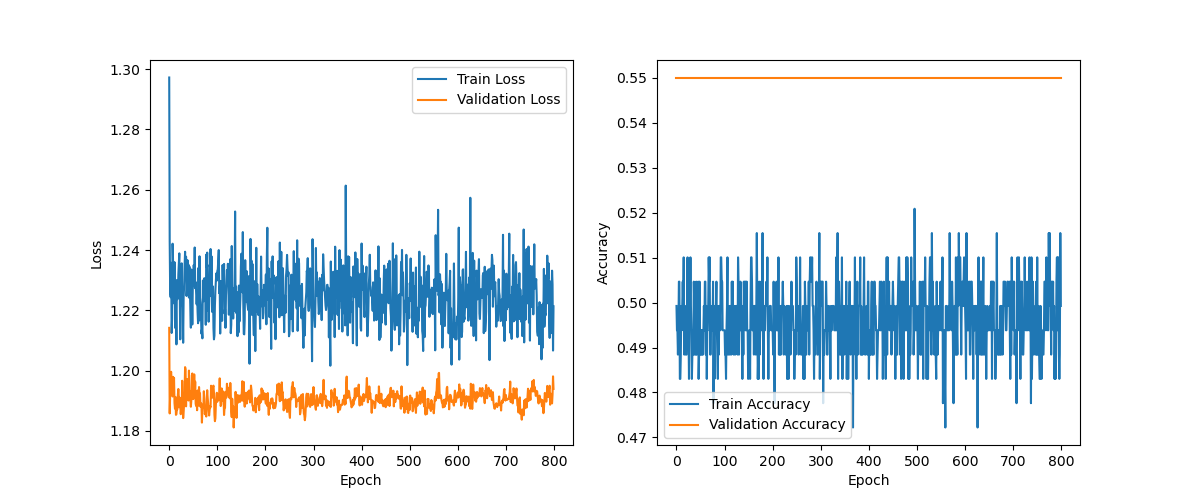 1.30
1.28
1.26
1.24
1.22
1.20
1.18
Loss
0 100 200 300 400 500 600 700 800
Epoch
Train Loss
Validation Loss
0.55
0.54
0.53
0.52
0.51
0.50
0.49
0.48
0.47
Accuracy
0 100 200 300 400 500 600 700 800
Epoch
Train Accuracy
Validation Accuracy